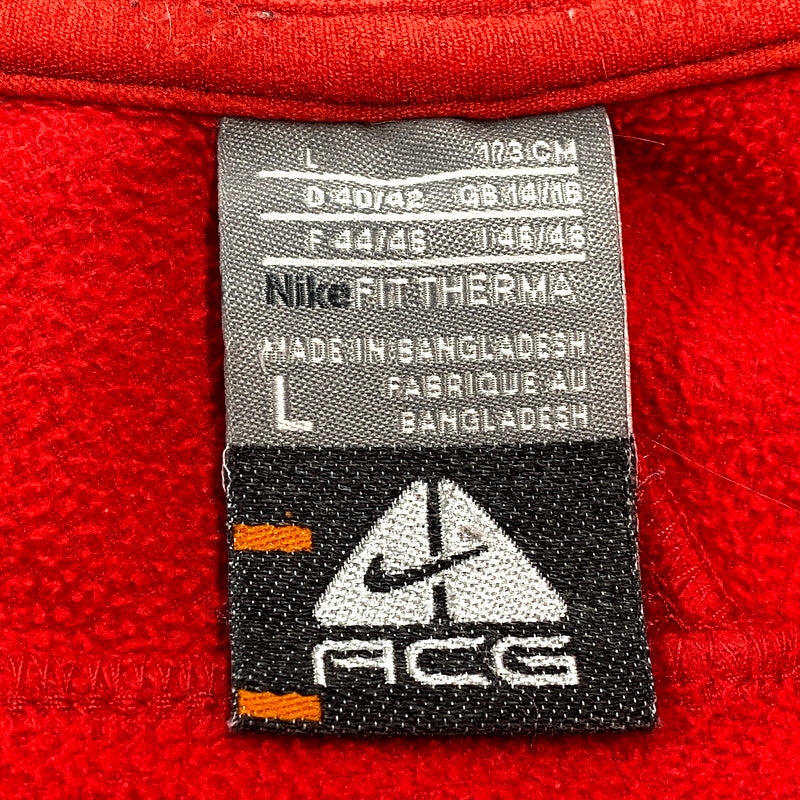 L 173 CM
D 40/42 GB 14/16
F 44/46 I 46/48
Nike FIT THERMA
MADE IN BANGLADESH
L FABRIQUE AU
BANGLADESH
ACG